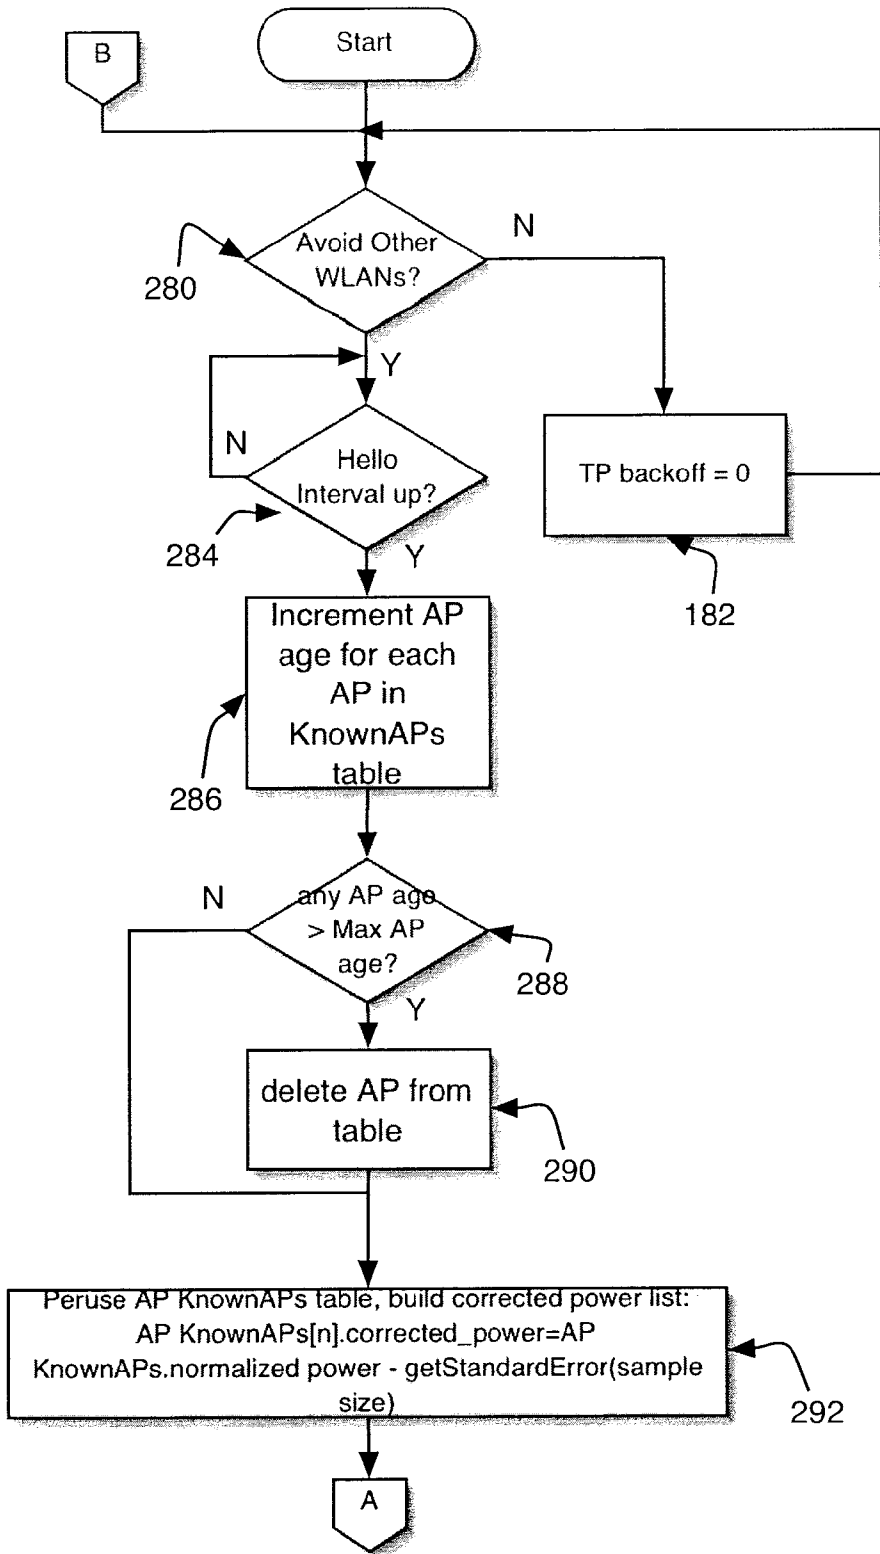 B
Start
Avoid Other
WLANs?
N
280
Y
N
Hello
Interval up?
TP backoff = 0
284
Y
182
Increment AP
age for each
AP in
KnownAPs
table
286
N
any AP age
> Max AP
age?
288
Y
delete AP from
table
290
Peruse AP KnownAPs table, build corrected power list:
AP KnownAPs[n].corrected_power=AP
KnownAPs.normalized power - getStandardError(sample
size)
292
A